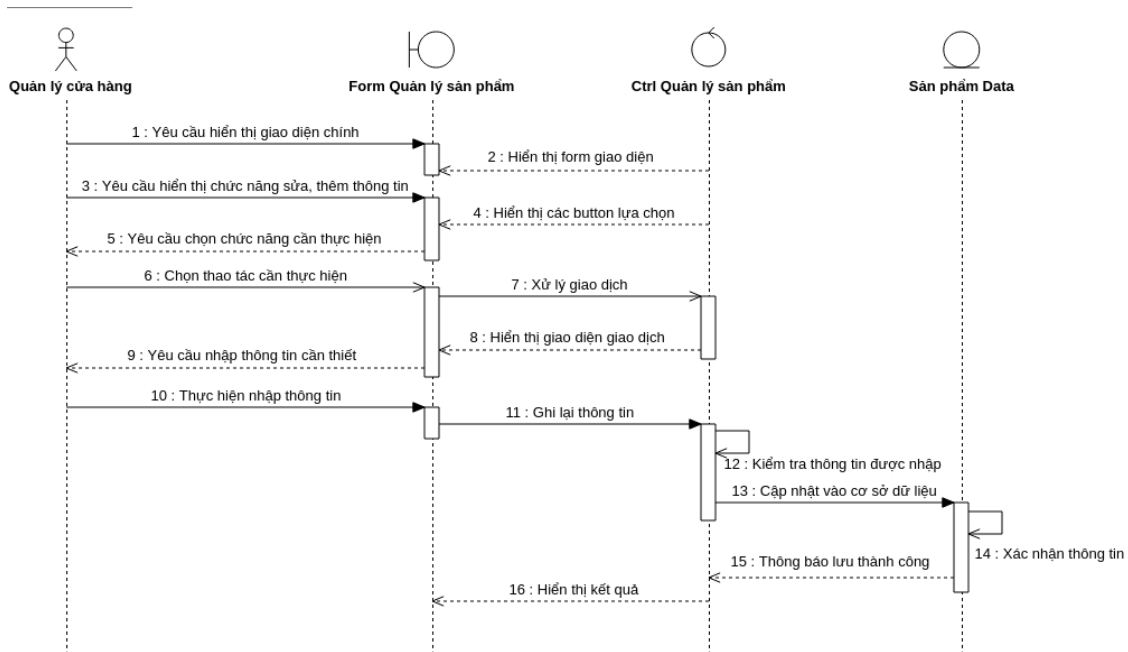 Quản lý cửa hàng
Form Quản lý sản phẩm
Ctrl Quản lý sản phẩm
Sản phẩm Data
1 : Yêu cầu hiển thị giao diện chính
2 : Hiển thị form giao diện
3 : Yêu cầu hiển thị chức năng sửa, thêm thông tin
4 : Hiển thị các button lựa chọn
5 : Yêu cầu chọn chức năng cần thực hiện
6 : Chọn thao tác cần thực hiện
7 : Xử lý giao dịch
8 : Hiển thị giao diện giao dịch
9 : Yêu cầu nhập thông tin cần thiết
10 : Thực hiện nhập thông tin
11 : Ghi lại thông tin
12 : Kiểm tra thông tin được nhập
13 : Cập nhật vào cơ sở dữ liệu
14 : Xác nhận thông tin
15 : Thông báo lưu thành công
16 : Hiển thị kết quả